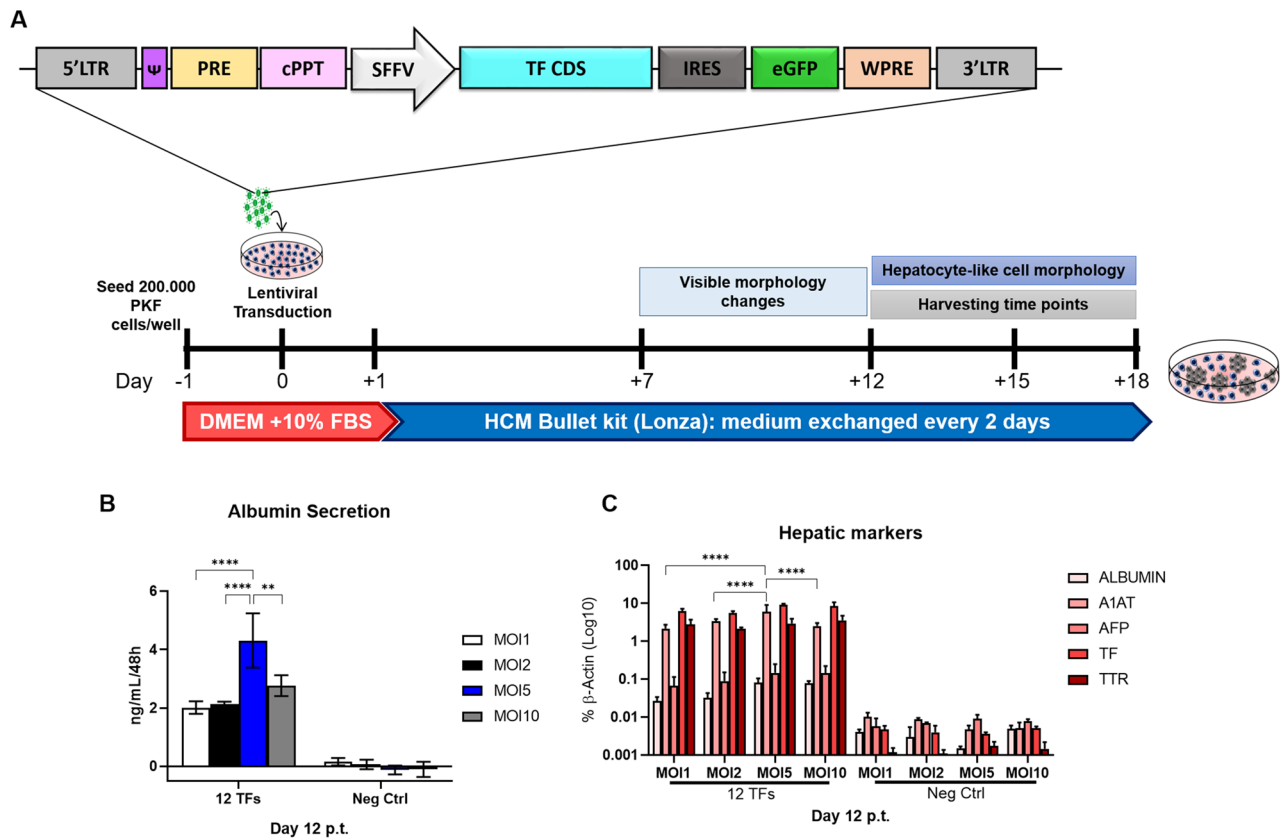 A
5'LTR Ψ PRE cPPT SFFV TF CDS IRES eGFP WPRE 3'LTR
Seed 200.000
PKF
cells/well
Lentiviral
Transduction
Visible morphology
changes
Hepatocyte-like cell morphology
Harvesting time points
Day -1 0 +1 +7 +12 +15 +18
DMEM +10% FBS
HCM Bullet kit (Lonza): medium exchanged every 2 days
B
Albumin Secretion
****
**** **
ng/mL/48h
6
4
2
0
12 TFs Neg Ctrl
Day 12 p.t.
MOI1
MOI2
MOI5
MOI10
C
Hepatic markers
****
**** ****
% β-Actin (Log10)
100
10
1
0.1
0.01
0.001
MOI1 MOI2 MOI5 MOI10 MOI1 MOI2 MOI5 MOI10
12 TFs Neg Ctrl
Day 12 p.t.
ALBUMIN
A1AT
AFP
TF
TTR